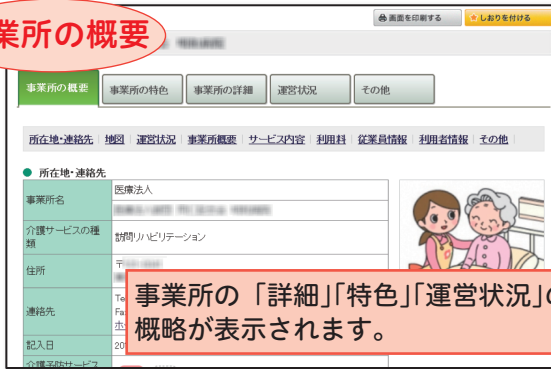 画面を印刷する しおりを付ける
業所の概要
事業所の概要 事業所の特色 事業所の詳細 運営状況 その他
所在地・連絡先 地図 運営状況 事業所概要 サービス内容 利用料 従業員情報 利用者情報 その他
● 所在地・連絡先
事業所名
医療法人
介護サービスの種類
訪問リハビリテーション
住所
〒
連絡先
Te
Fa
ホ
事業所の「詳細」「特色」「運営状況」の
概略が表示されます。
記入日
20
介護予防サービス